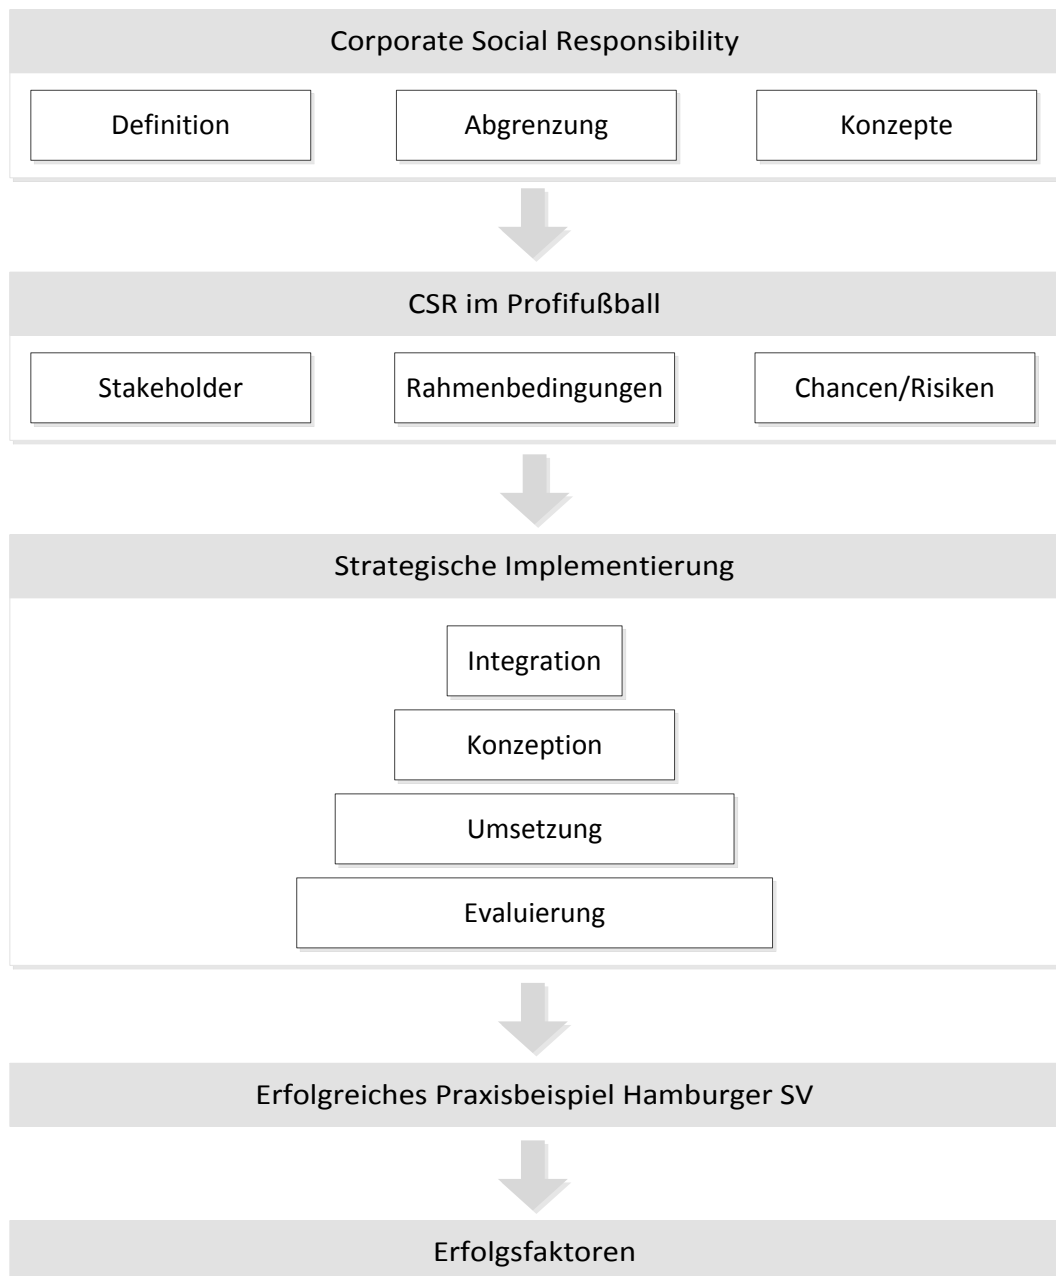 Corporate Social Responsibility
Definition Abgrenzung Konzepte
CSR im Profifußball
Stakeholder Rahmenbedingungen Chancen/Risiken
Strategische Implementierung
Integration
Konzeption
Umsetzung
Evaluierung
Erfolgreiches Praxisbeispiel Hamburger SV
Erfolgsfaktoren